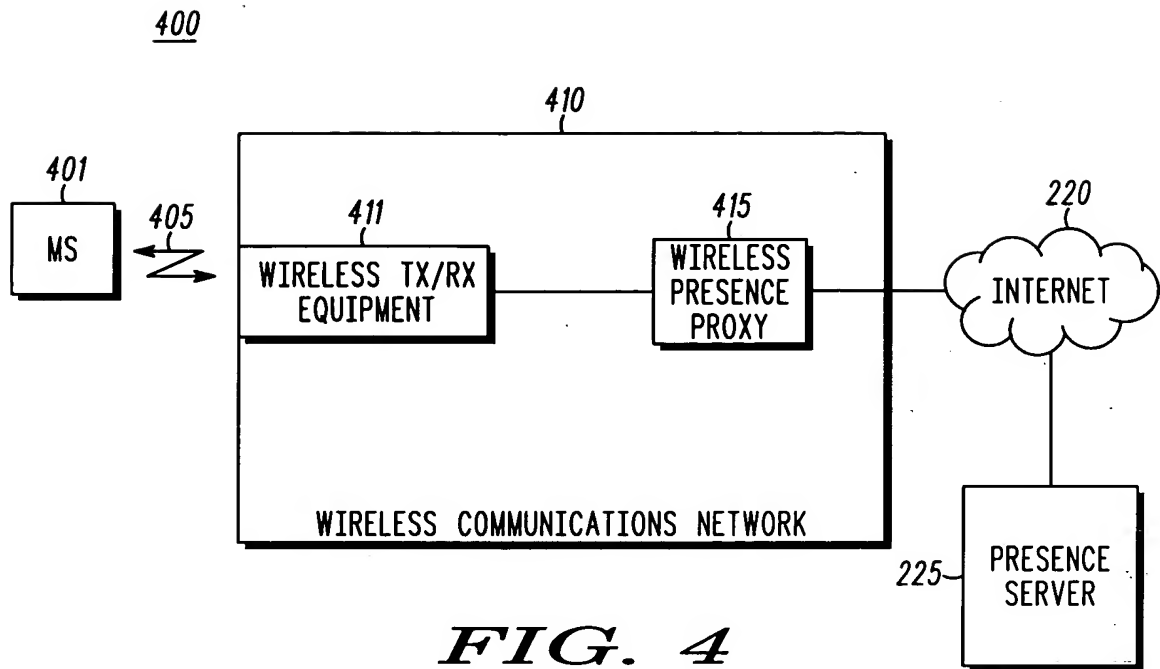 400
410
401
MS
405
411
WIRELESS TX/RX
EQUIPMENT
415
WIRELESS
PRESENCE
PROXY
220
INTERNET
WIRELESS COMMUNICATIONS NETWORK
225
PRESENCE
SERVER
FIG. 4